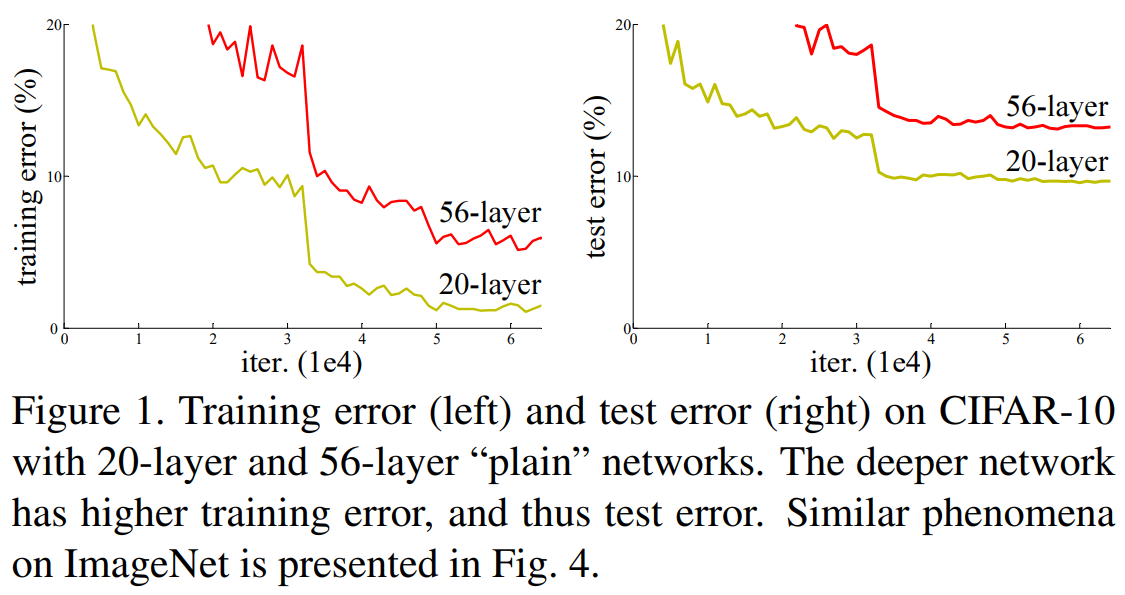 20
10
0
training error (%)
0 1 2 3 4 5 6
iter. (1e4)
56-layer
20-layer
20
10
0
test error (%)
0 1 2 3 4 5 6
iter. (1e4)
56-layer
20-layer
Figure 1. Training error (left) and test error (right) on CIFAR-10
with 20-layer and 56-layer “plain” networks. The deeper network
has higher training error, and thus test error. Similar phenomena
on ImageNet is presented in Fig. 4.